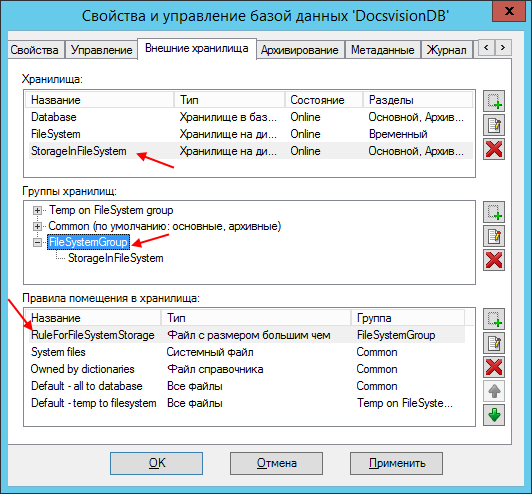 Свойства и управление базой данных 'DocsvisionDB'
Свойства Управление Внешние хранилища Архивирование Метаданные Журнал
Хранилища:
Название Тип Состояние Разделы
Database Хранилище в баз... Online Основной, Архив...
FileSystem Хранилище на ди... Online Временный
StorageInFileSystem Хранилище на ди... Online Основной, Архив...
Группы хранилищ:
Temp on FileSystem group
Common (по умолчанию: основные, архивные)
FileSystemGroup
StorageInFileSystem
Правила помещения в хранилища:
Название Тип Группа
RuleForFileSystemStorage Файл с размером большим чем FileSystemGroup
System files Системный файл Common
Owned by dictionaries Файл справочника Common
Default - all to database Все файлы Common
Default - temp to filesystem Все файлы Temp on FileSyste...
OK Отмена Применить